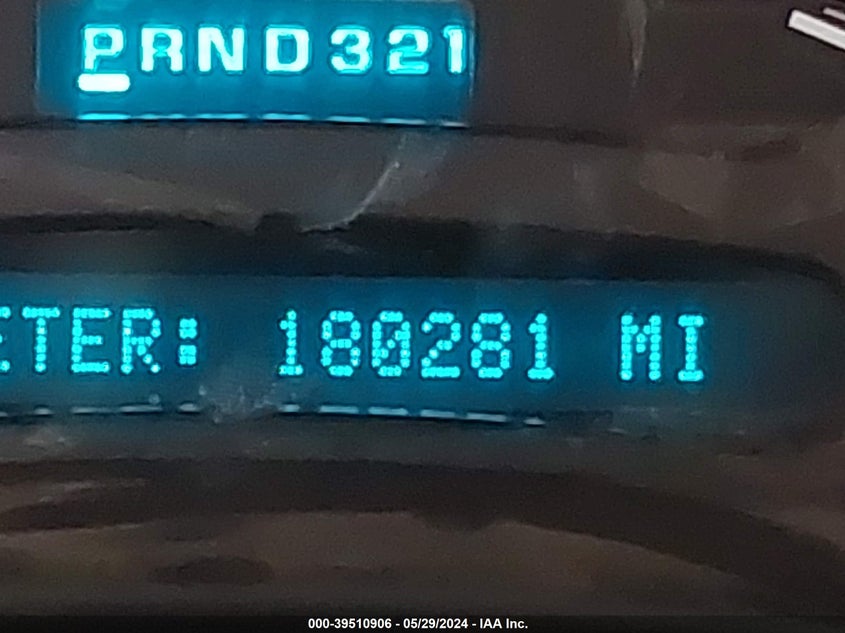 PRND321
ETER: 180281 MI
000-39510906 - 05/29/2024 - IAA Inc.